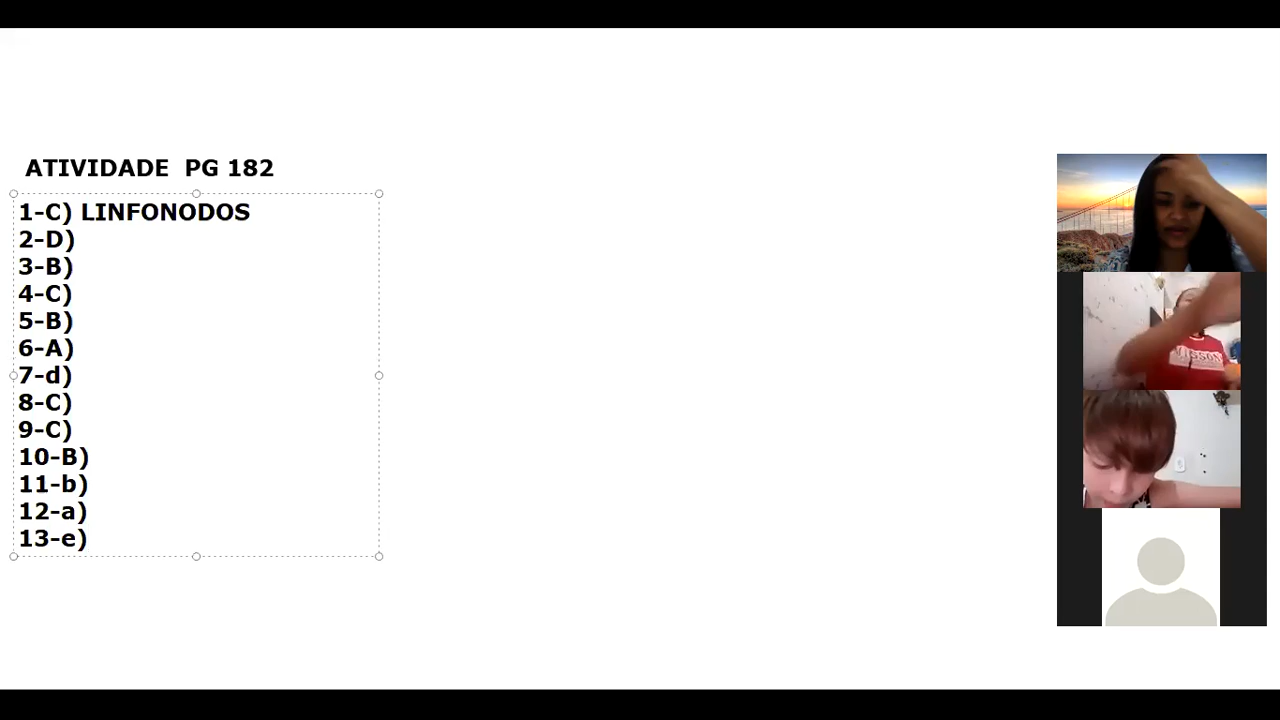 ATIVIDADE PG 182
1-C) LINFONODOS
2-D)
3-B)
4-C)
5-B)
6-A)
7-d)
8-C)
9-C)
10-B)
11-b)
12-a)
13-e)